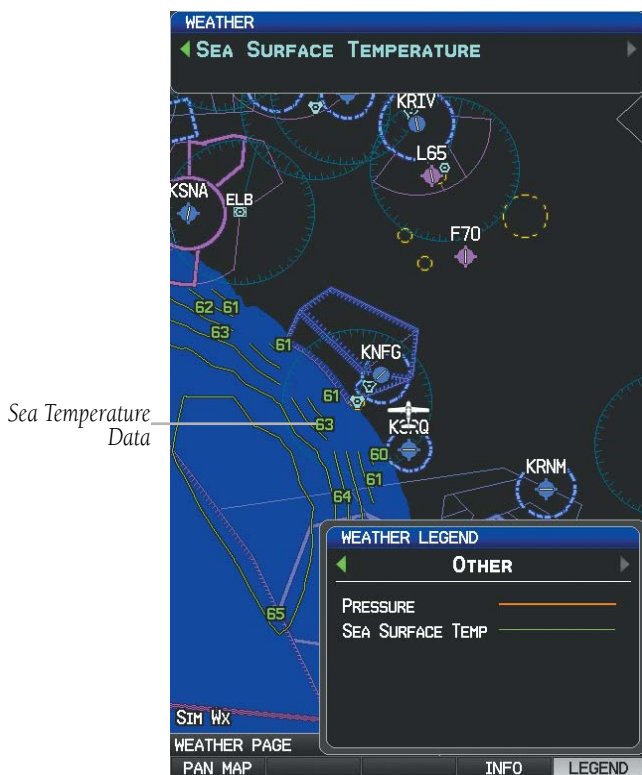 WEATHER
SEA SURFACE TEMPERATURE
KRIV
L65
KSNA
ELB
F70
62
61
63
61
KNFG
61
Sea Temperature
Data
63
60
KRNM
61
64
WEATHER LEGEND
OTHER
PRESSURE
65
SEA SURFACE TEMP
SIM WX
WEATHER PAGE
PAN MAP
INFO
LEGEND